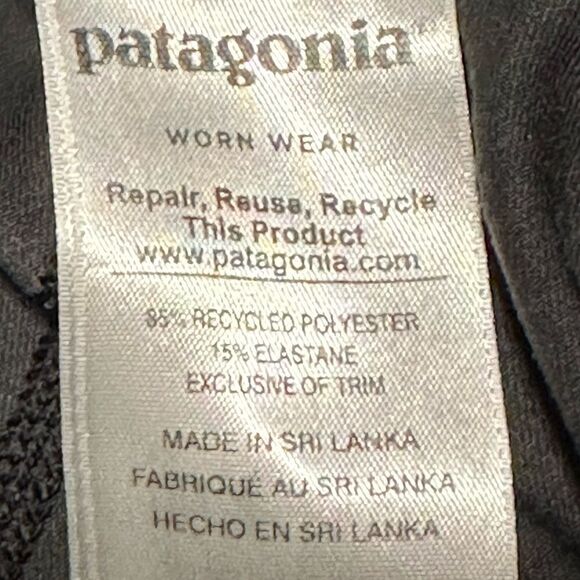 patagonia
WORN WEAR
Repair, Reuse, Recycle
This Product
www.patagonia.com
85% RECYCLED POLYESTER
15% ELASTANE
EXCLUSIVE OF TRIM
MADE IN SRI LANKA
FABRIQUÉ AU SRI LANKA
HECHO EN SRI LANKA